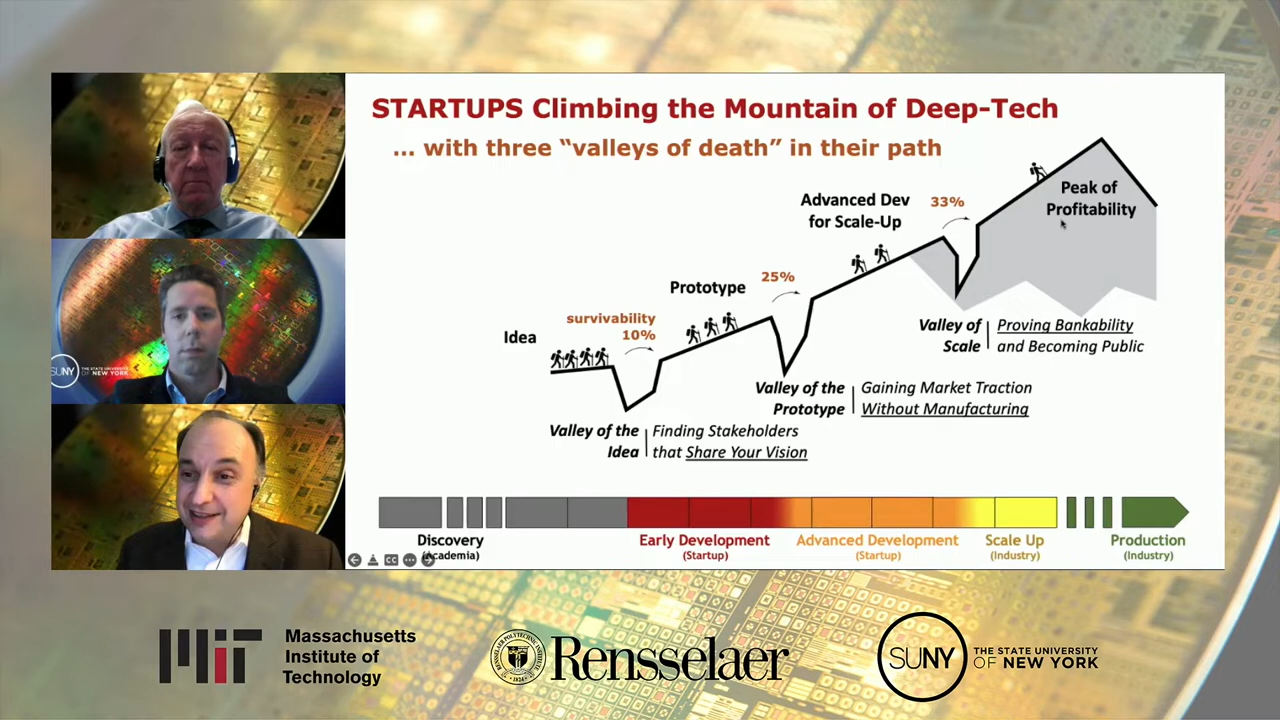 STARTUPS Climbing the Mountain of Deep-Tech
... with three “valleys of death” in their path
Idea
survivability
10%
Prototype
25%
Advanced Dev
for Scale-Up
33%
Peak of
Profitability
Valley of the
Idea
Finding Stakeholders
that Share Your Vision
Valley of the
Prototype
Gaining Market Traction
Without Manufacturing
Valley of
Scale
Proving Bankability
and Becoming Public
Discovery
(Academia)
Early Development
(Startup)
Advanced Development
(Startup)
Scale Up
(Industry)
Production
(Industry)
CC
SUNY
THE STATE UNIVERSITY
OF NEW YORK
MIT
Massachusetts
Institute of
Technology
Rensselaer
SUNY
THE STATE UNIVERSITY
OF NEW YORK